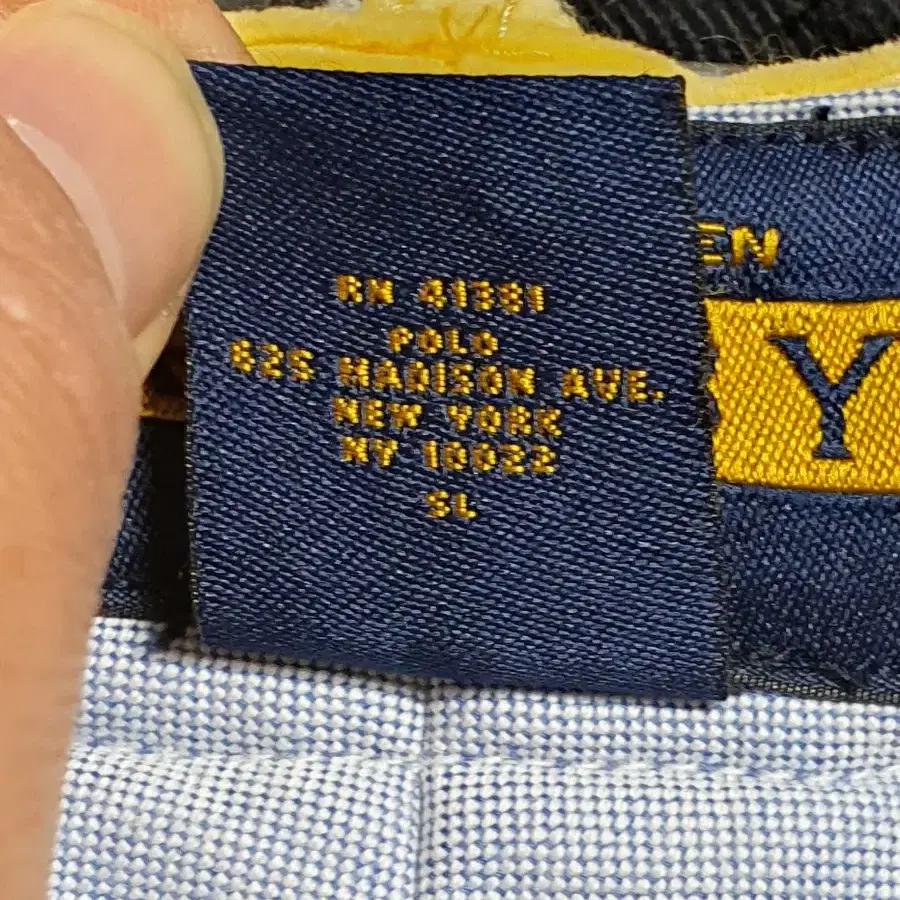 RN 41381
POLO
625 MADISON AVE.
NEW YORK
NY 10022
SL
EN
Y